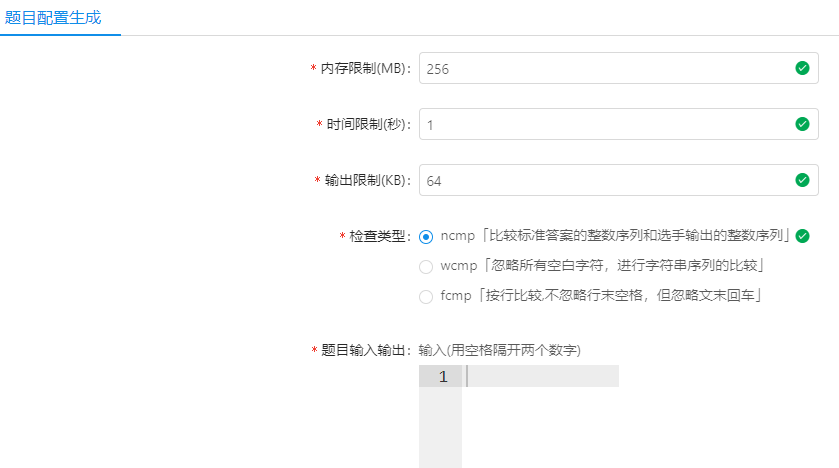 题目配置生成
* 内存限制(MB): 256
* 时间限制(秒): 1
* 输出限制(KB): 64
* 检查类型: ncmp「比较标准答案的整数序列和选手输出的整数序列」
wcmp「忽略所有空白字符，进行字符串序列的比较」
fcmp「按行比较,不忽略行末空格，但忽略文末回车」
* 题目输入输出: 输入(用空格隔开两个数字)
1